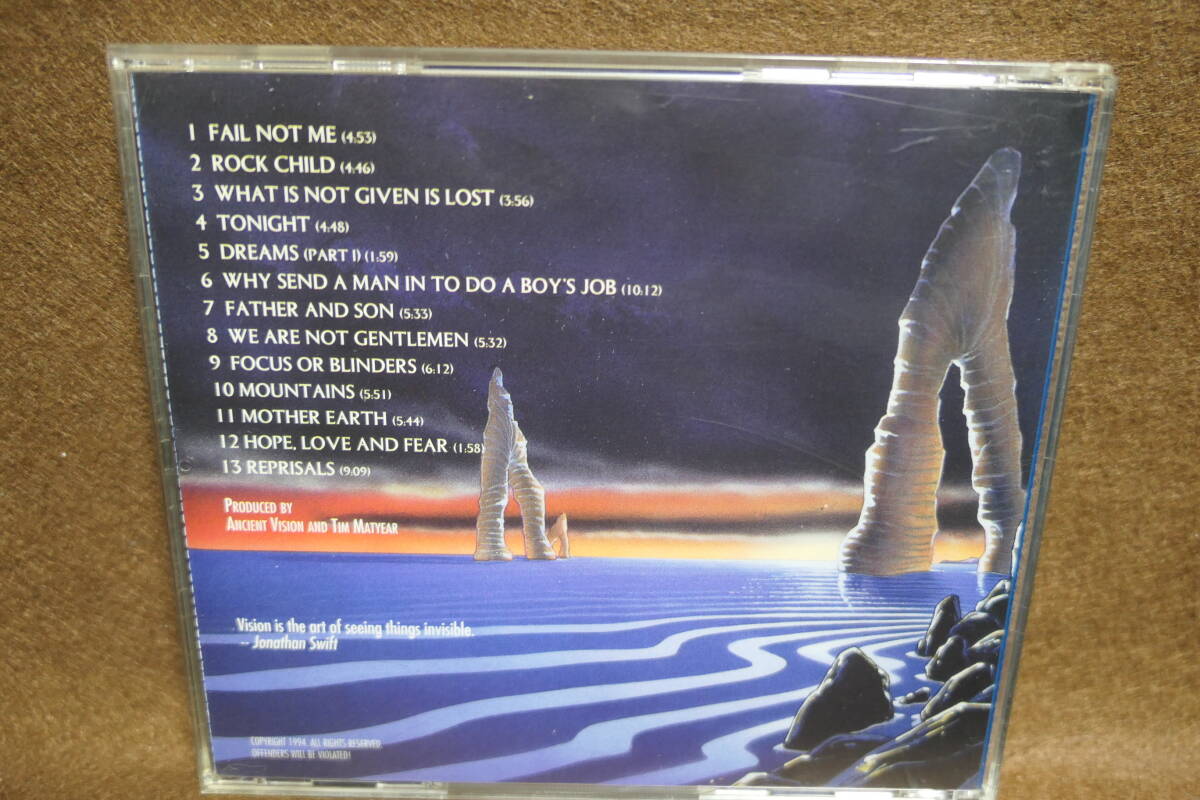 1 FAIL NOT ME (4:53)
2 ROCK CHILD (4:46)
3 WHAT IS NOT GIVEN IS LOST (3:56)
4 TONIGHT (4:48)
5 DREAMS (PART I) (1:59)
6 WHY SEND A MAN IN TO DO A BOY'S JOB (10:12)
7 FATHER AND SON (5:33)
8 WE ARE NOT GENTLEMEN (5:32)
9 FOCUS OR BLINDERS (6:12)
10 MOUNTAINS (5:51)
11 MOTHER EARTH (5:44)
12 HOPE, LOVE AND FEAR (1:58)
13 REPRISALS (9:09)
PRODUCED BY
ANCIENT VISION AND TIM MATYEAR
Vision is the art of seeing things invisible.
-- Jonathan Swift
COPYRIGHT 1994. ALL RIGHTS RESERVED.
OFFENDERS WILL BE VIOLATED!